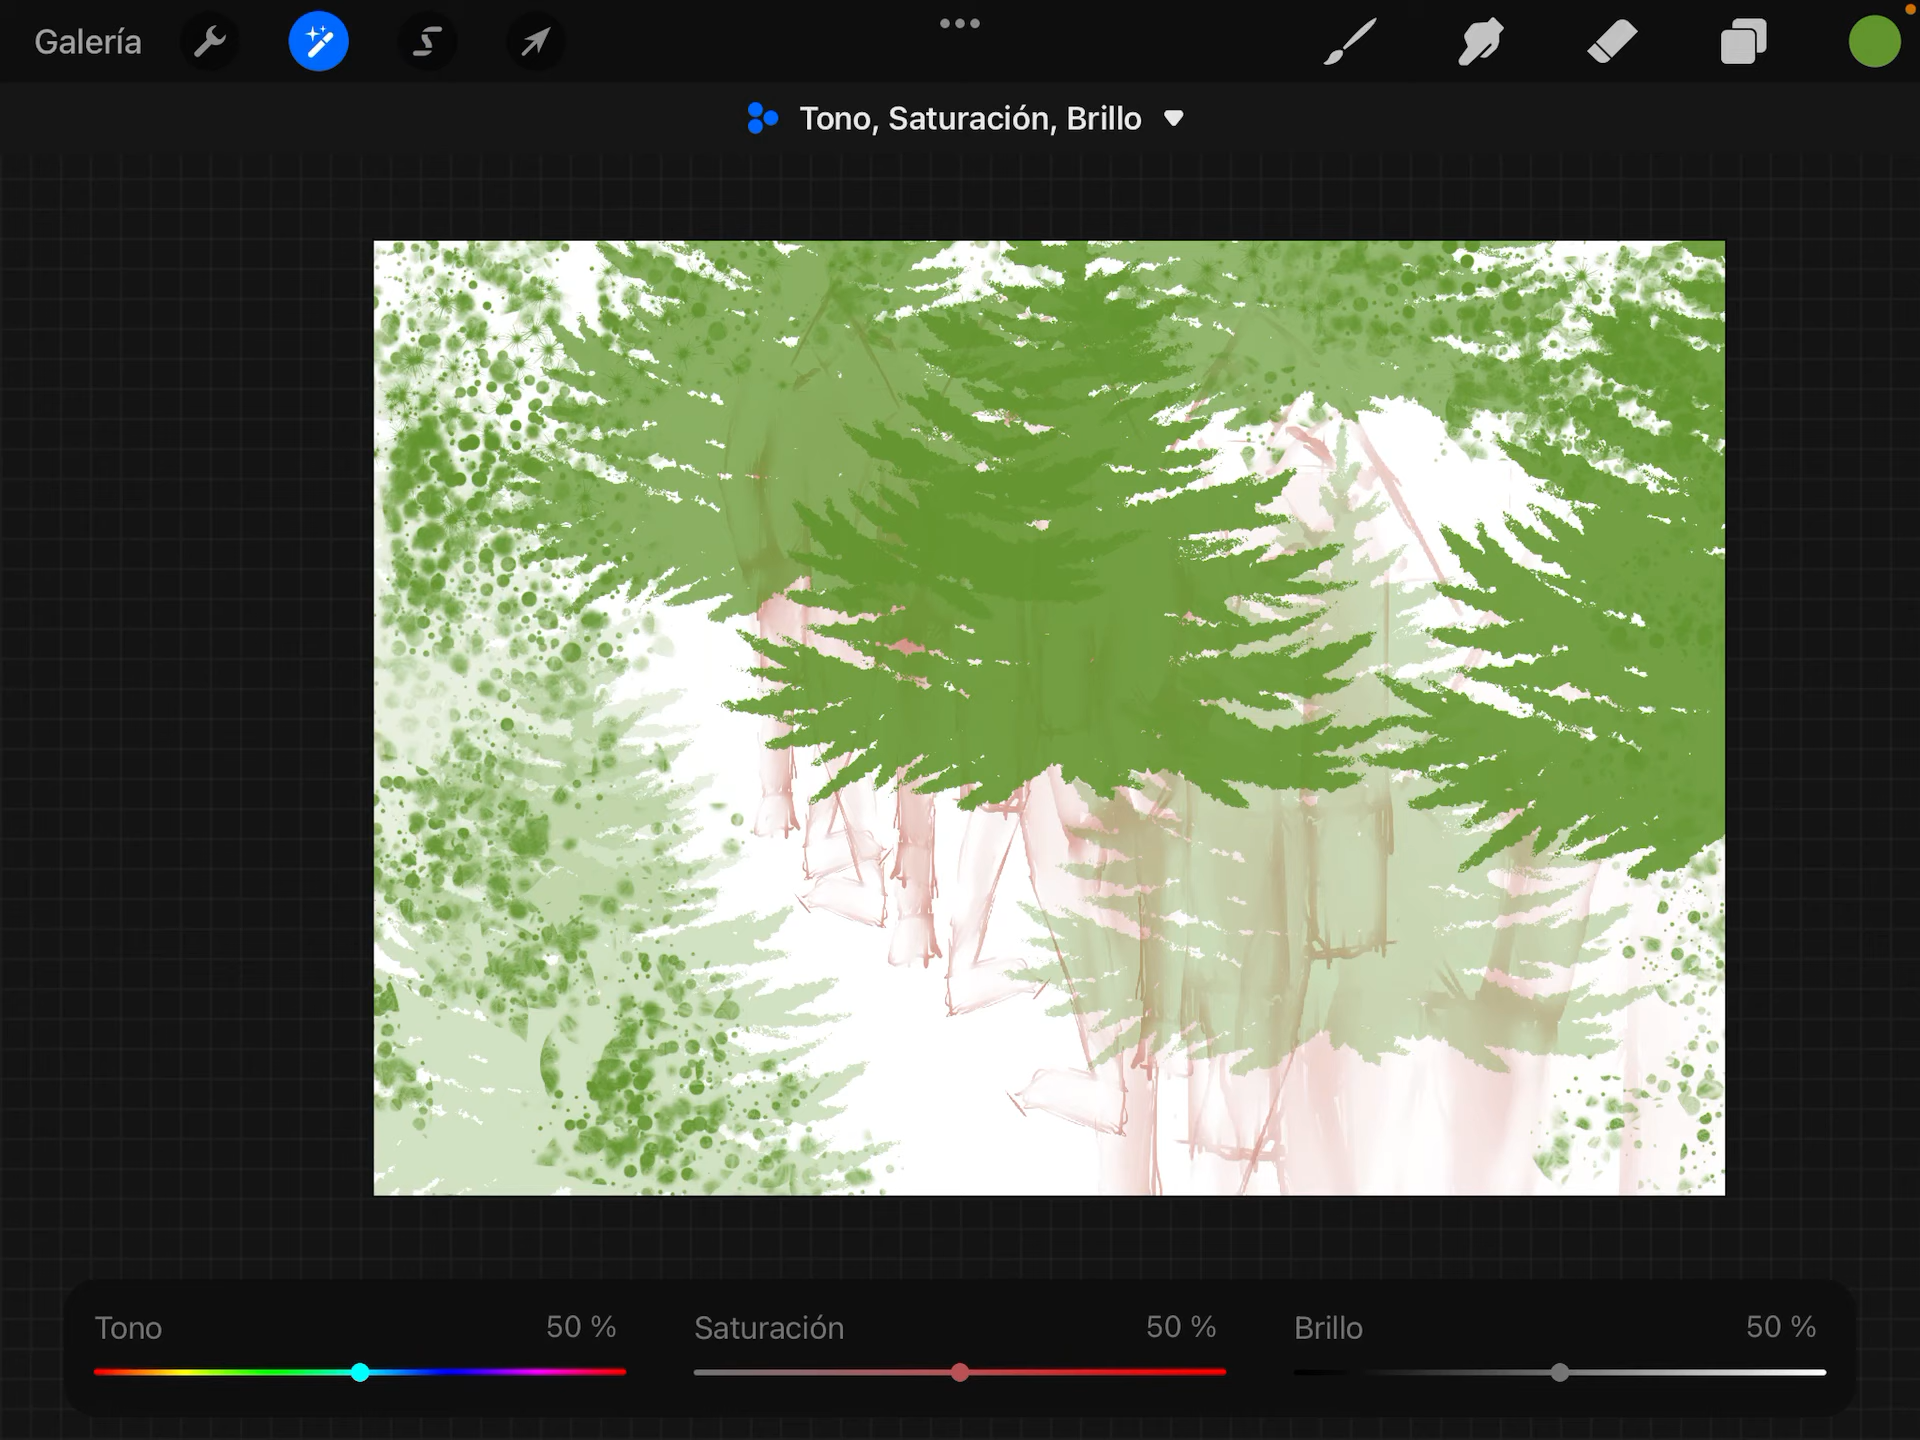 Galería
Tono, Saturación, Brillo
Tono 50 % Saturación 50 % Brillo 50 %